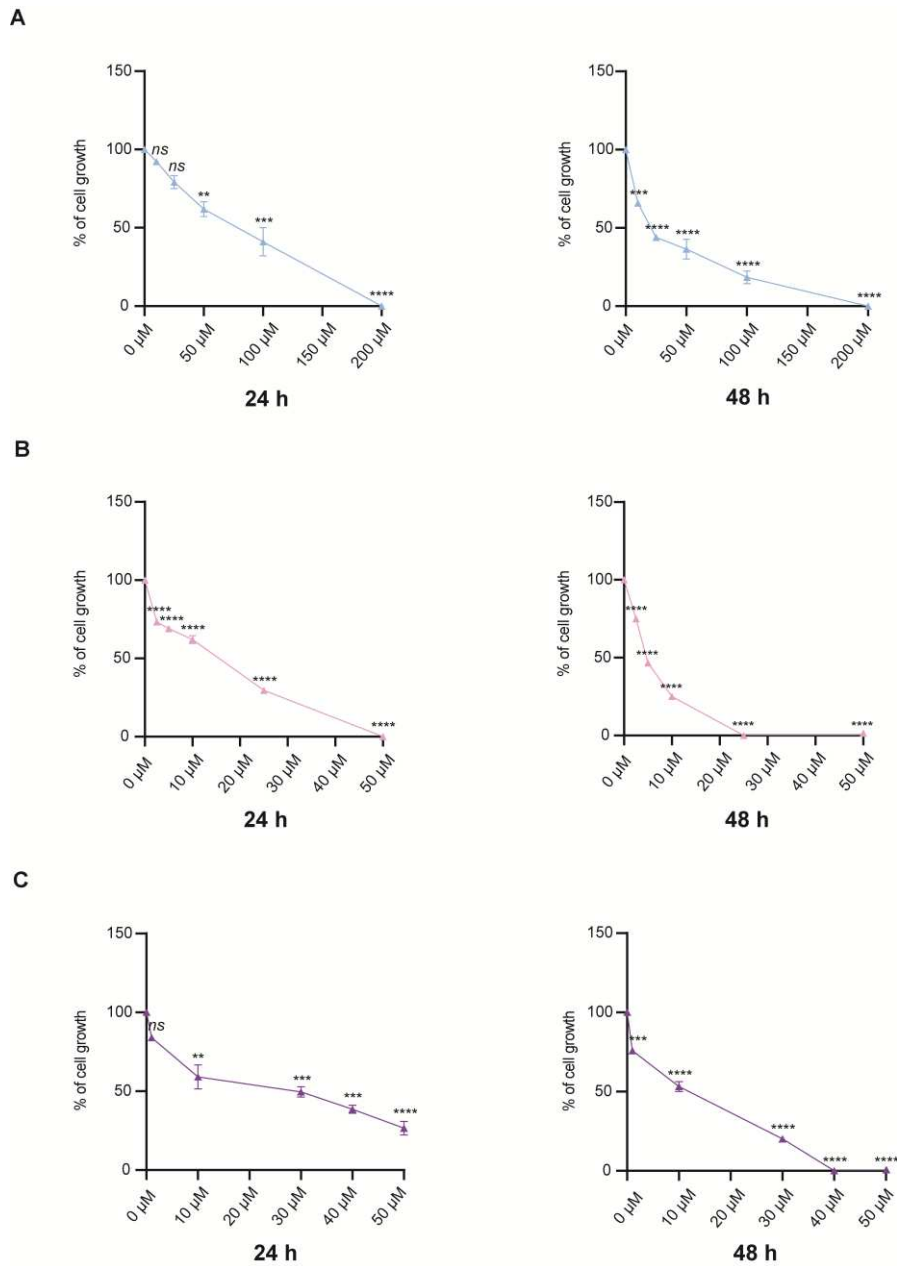 A
150
100
50
0
% of cell growth
ns
ns
**
***
****
0 µM
50 µM
100 µM
150 µM
200 µM
24 h
150
100
50
0
% of cell growth
***
****
****
****
****
0 µM
50 µM
100 µM
150 µM
200 µM
48 h
B
150
100
50
0
% of cell growth
****
****
****
****
****
0 µM
10 µM
20 µM
30 µM
40 µM
50 µM
24 h
150
100
50
0
% of cell growth
****
****
****
****
****
0 µM
10 µM
20 µM
30 µM
40 µM
50 µM
48 h
C
150
100
50
0
% of cell growth
ns
**
***
***
****
0 µM
10 µM
30 µM
40 µM
50 µM
24 h
150
100
50
0
% of cell growth
***
****
****
****
****
0 µM
10 µM
20 µM
30 µM
40 µM
50 µM
48 h